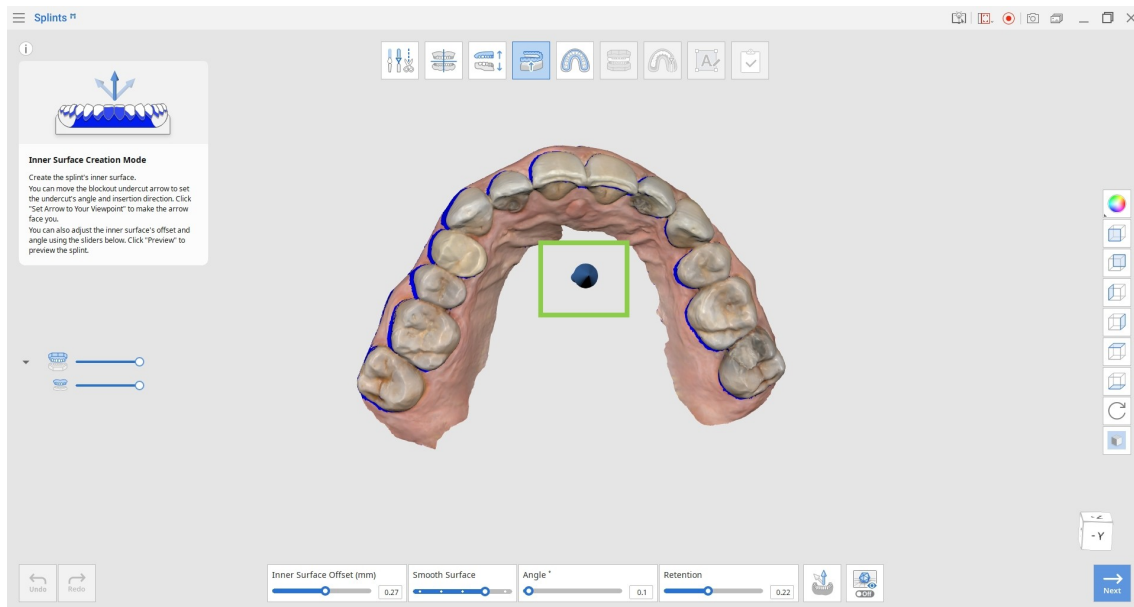 Splints
Inner Surface Creation Mode
Create the splint's inner surface.
You can move the blockout undercut arrow to set
the undercut's angle and insertion direction. Click
"Set Arrow to Your Viewpoint" to make the arrow
face you.
You can also adjust the inner surface's offset and
angle using the sliders below. Click "Preview" to
preview the splint.
- Z
- Y
Undo
Redo
Inner Surface Offset (mm)
0.27
Smooth Surface
Angle °
0.1
Retention
0.22
Off
Next